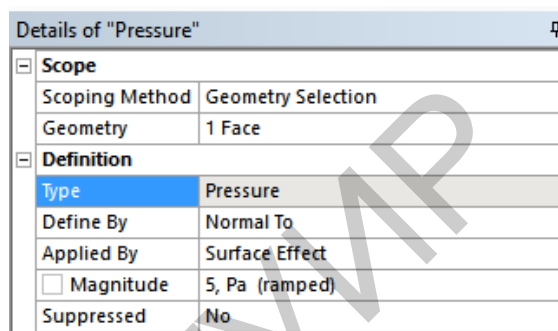 Details of "Pressure"
Scope
Scoping Method Geometry Selection
Geometry 1 Face
Definition
Type Pressure
Define By Normal To
Applied By Surface Effect
Magnitude 5, Pa (ramped)
Suppressed No
УИР